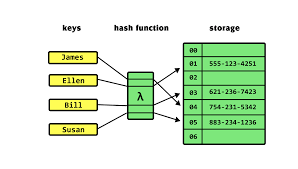 keys hash function storage
James
Ellen
Bill
Susan
λ
00
01 555-123-4251
02
03 621-236-7423
04 754-231-5342
05 883-234-1236
06